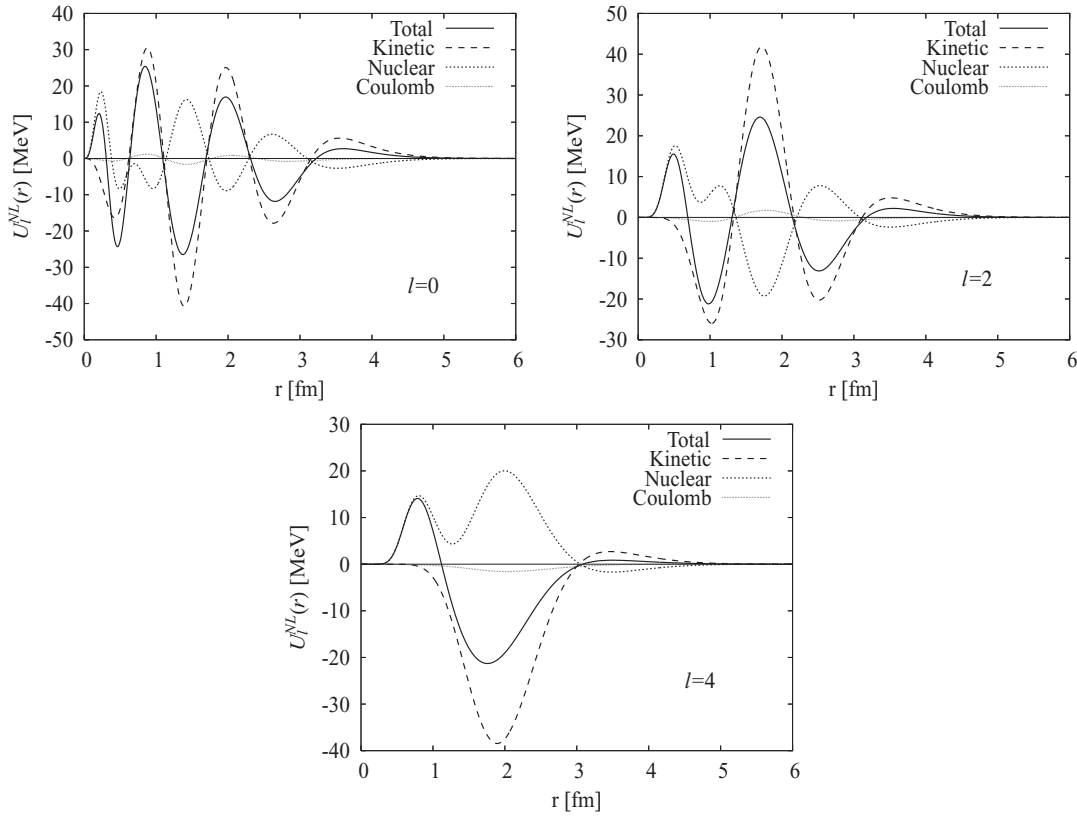 40
30
20
10
0
-10
-20
-30
-40
-50
U_l^{NL}(r) [MeV]
Total
Kinetic
Nuclear
Coulomb
l=0
0 1 2 3 4 5 6
r [fm]
50
40
30
20
10
0
-10
-20
-30
U_l^{NL}(r) [MeV]
Total
Kinetic
Nuclear
Coulomb
l=2
0 1 2 3 4 5 6
r [fm]
30
20
10
0
-10
-20
-30
-40
U_l^{NL}(r) [MeV]
Total
Kinetic
Nuclear
Coulomb
l=4
0 1 2 3 4 5 6
r [fm]